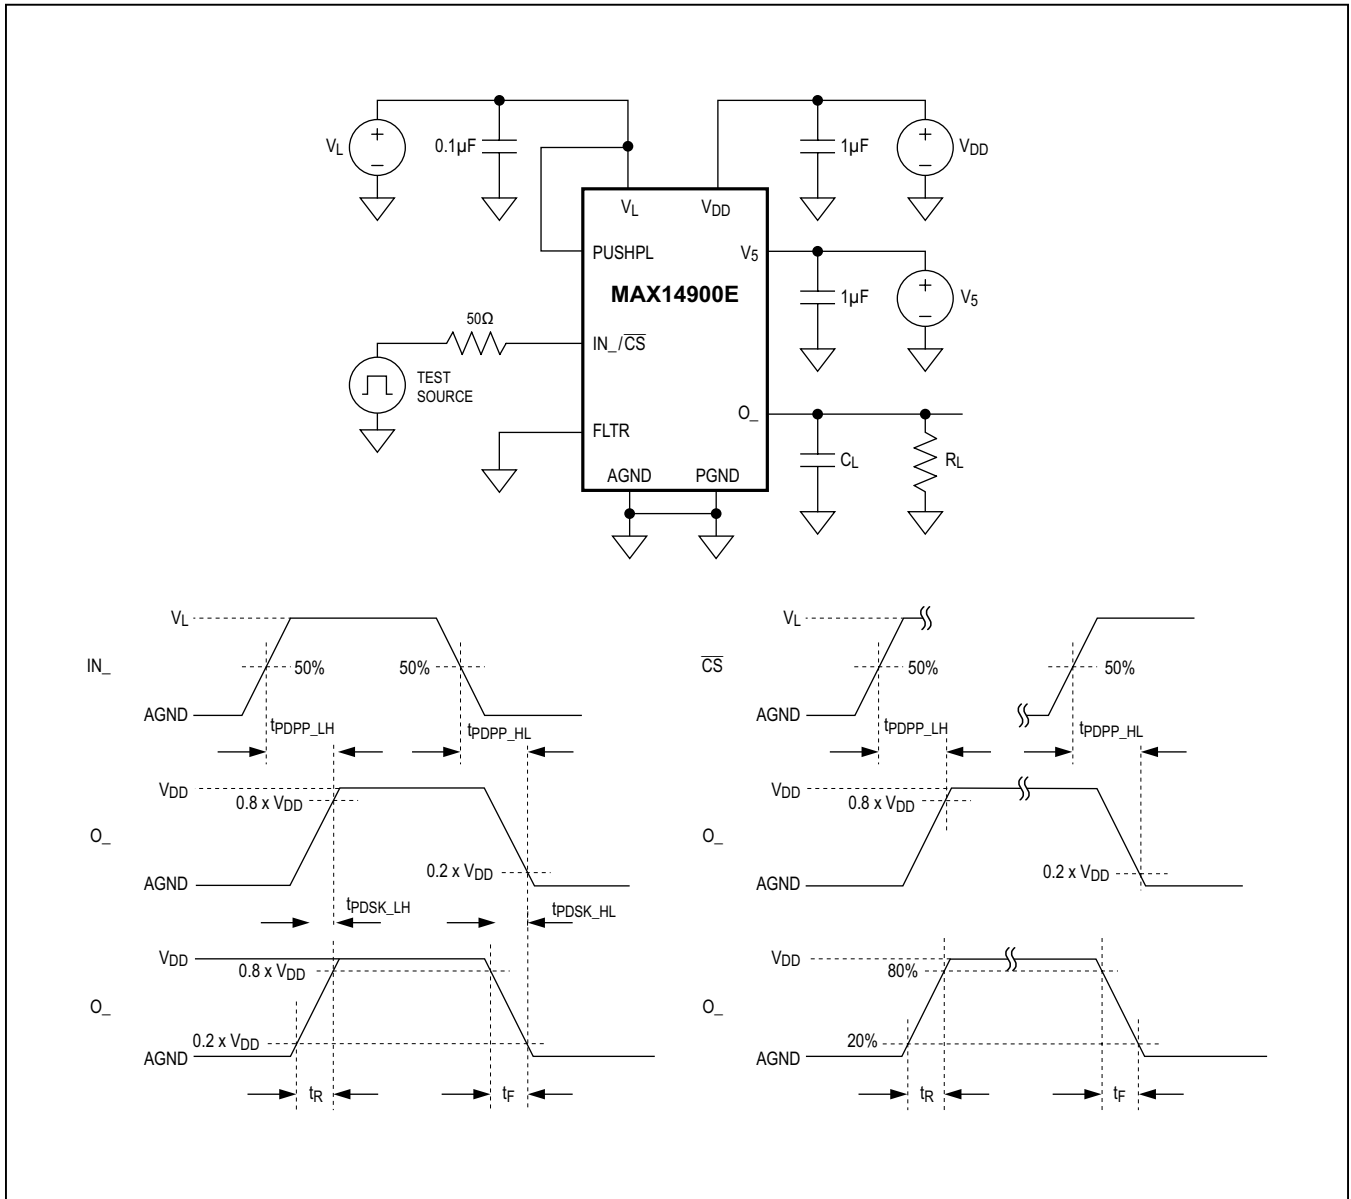 VL
0.1µF
1µF
VDD
VL
VDD
PUSHPL
V5
MAX14900E
1µF
V5
50Ω
IN_/CS
TEST
SOURCE
O_
FLTR
CL
RL
AGND
PGND
VL
IN_
50%
50%
AGND
tPDPP_LH
tPDPP_HL
VDD
0.8 x VDD
O_
0.2 x VDD
AGND
tPDSK_LH
tPDSK_HL
VDD
0.8 x VDD
O_
0.2 x VDD
AGND
tR
tF
VL
CS
50%
50%
AGND
tPDPP_LH
tPDPP_HL
VDD
0.8 x VDD
O_
0.2 x VDD
AGND
VDD
80%
O_
20%
AGND
tR
tF